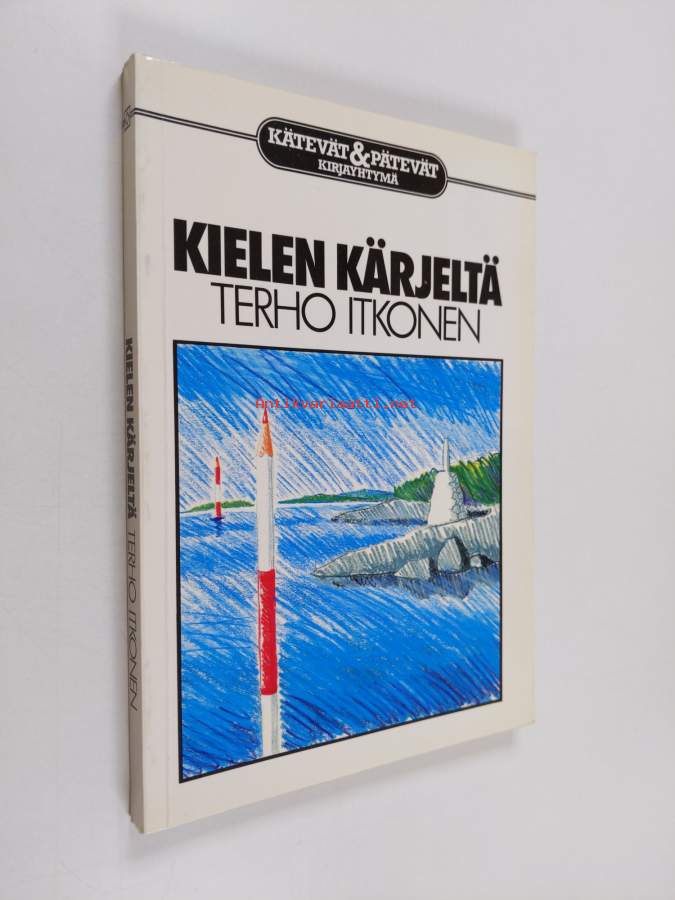 KÄTEVÄT & PÄTEVÄT
KIRJAYHTYMÄ
KIELEN KÄRJELTÄ
TERHO ITKONEN
Antikvariaatti.net
KIELEN KÄRJELTÄ TERHO ITKONEN